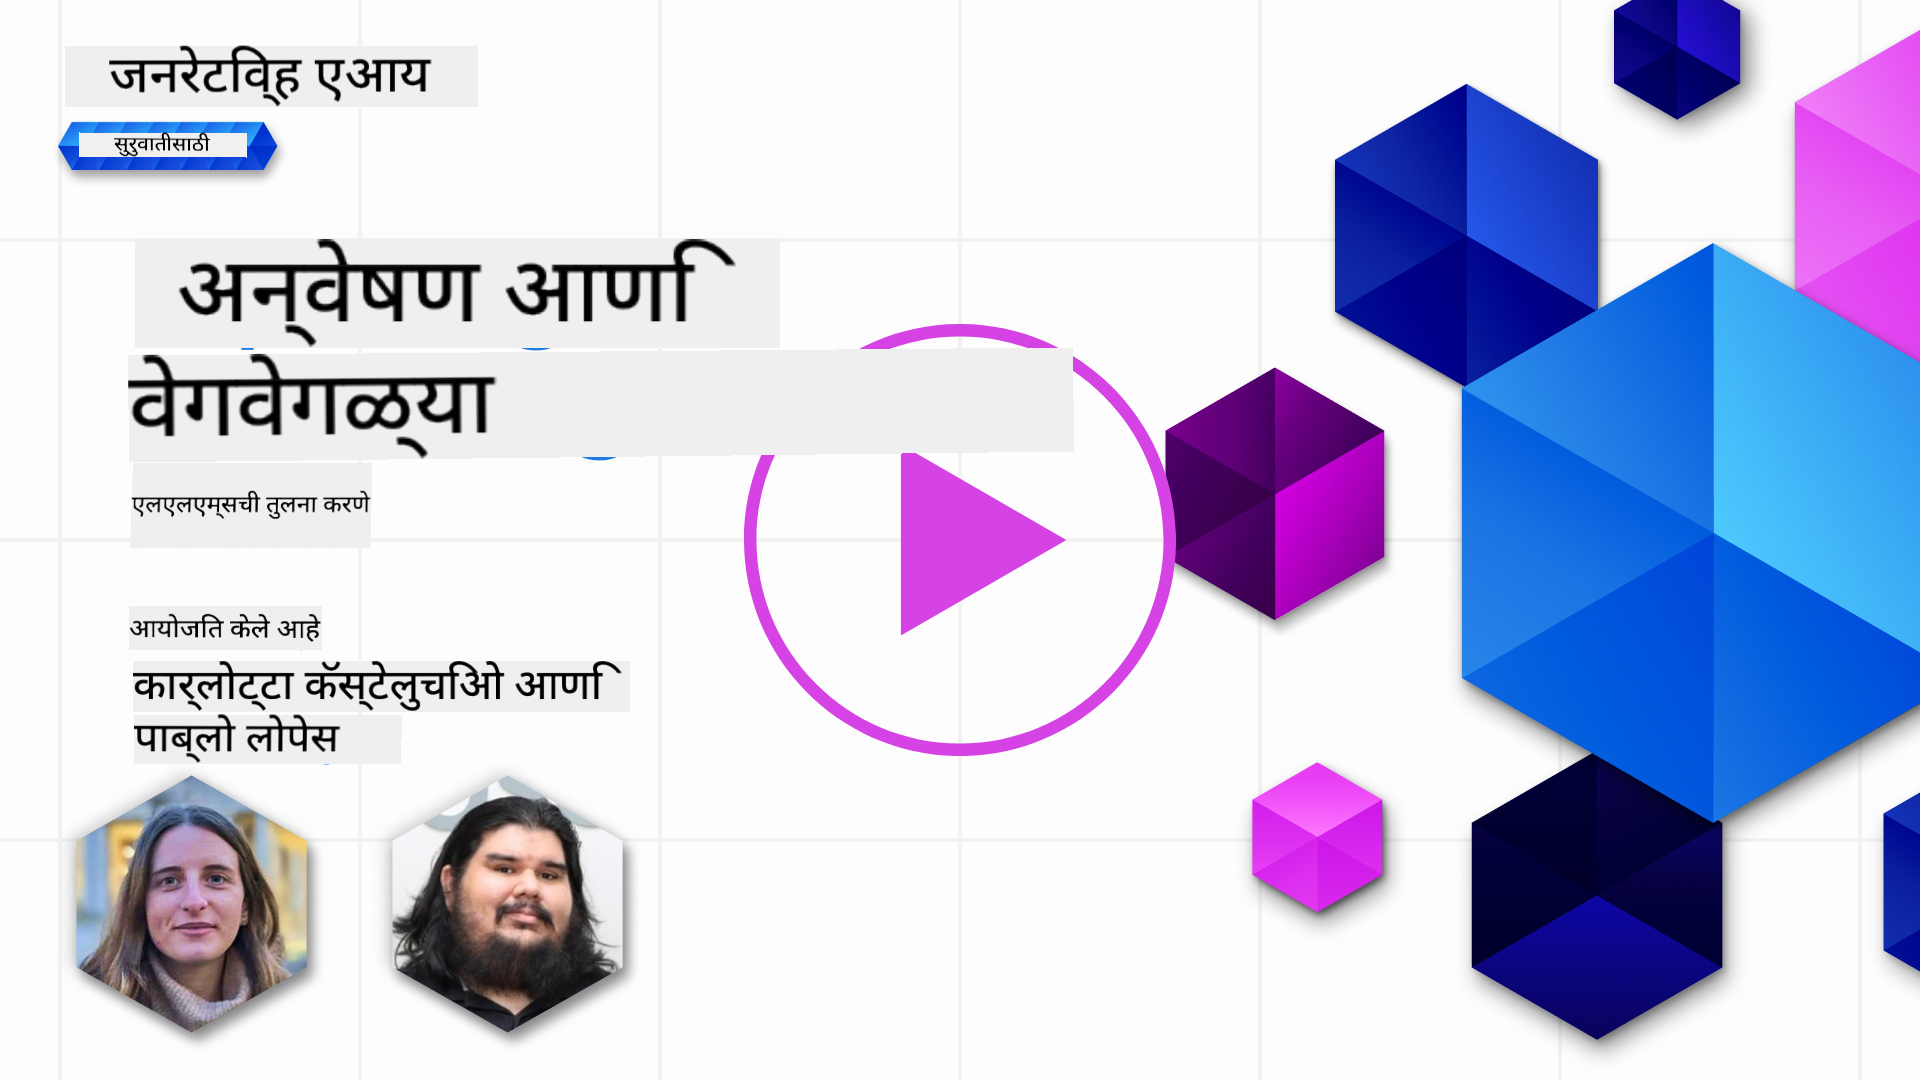 जनरेटिव्ह एआय
सुरुवातीसाठी
अन्वेषण आणि
वेगवेगळ्या
एलएलएम्सची तुलना करणे
आयोजित केले आहे
कार्लोट्टा कॅस्टेलुचिओ आणि
पाब्लो लोपेस